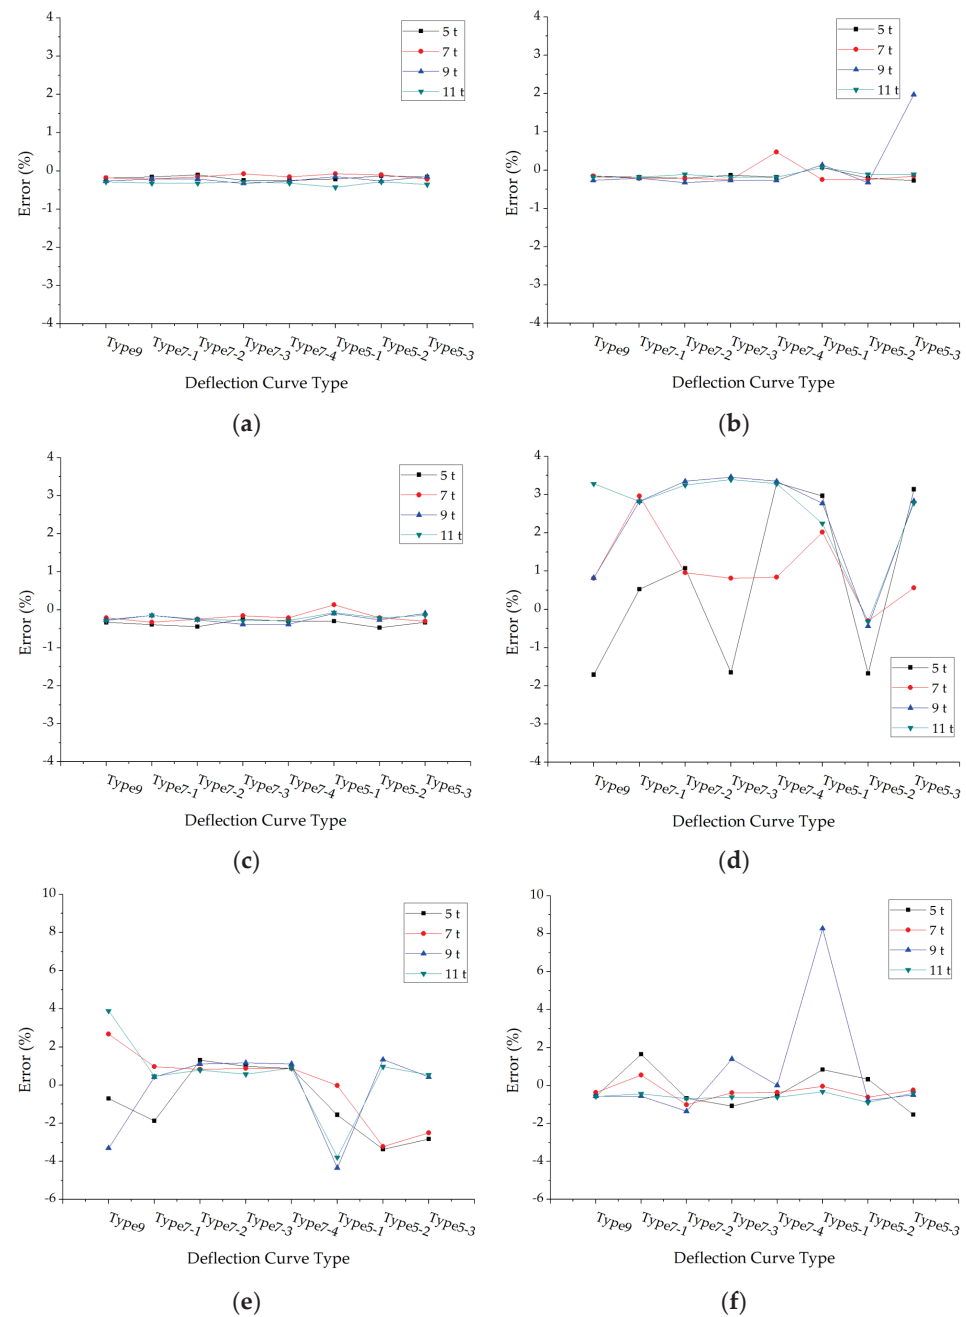 4
3
2
1
0
-1
-2
-3
-4
Error (%)
5 t
7 t
9 t
11 t
Type9
Type7-1
Type7-2
Type7-3
Type7-4
Type5-1
Type5-2
Type5-3
Deflection Curve Type
(a)
4
3
2
1
0
-1
-2
-3
-4
Error (%)
5 t
7 t
9 t
11 t
Type9
Type7-1
Type7-2
Type7-3
Type7-4
Type5-1
Type5-2
Type5-3
Deflection Curve Type
(b)
4
3
2
1
0
-1
-2
-3
-4
Error (%)
5 t
7 t
9 t
11 t
Type9
Type7-1
Type7-2
Type7-3
Type7-4
Type5-1
Type5-2
Type5-3
Deflection Curve Type
(c)
4
3
2
1
0
-1
-2
-3
-4
Error (%)
5 t
7 t
9 t
11 t
Type9
Type7-1
Type7-2
Type7-3
Type7-4
Type5-1
Type5-2
Type5-3
Deflection Curve Type
(d)
10
8
6
4
2
0
-2
-4
-6
Error (%)
5 t
7 t
9 t
11 t
Type9
Type7-1
Type7-2
Type7-3
Type7-4
Type5-1
Type5-2
Type5-3
Deflection Curve Type
(e)
10
8
6
4
2
0
-2
-4
-6
Error (%)
5 t
7 t
9 t
11 t
Type9
Type7-1
Type7-2
Type7-3
Type7-4
Type5-1
Type5-2
Type5-3
Deflection Curve Type
(f)